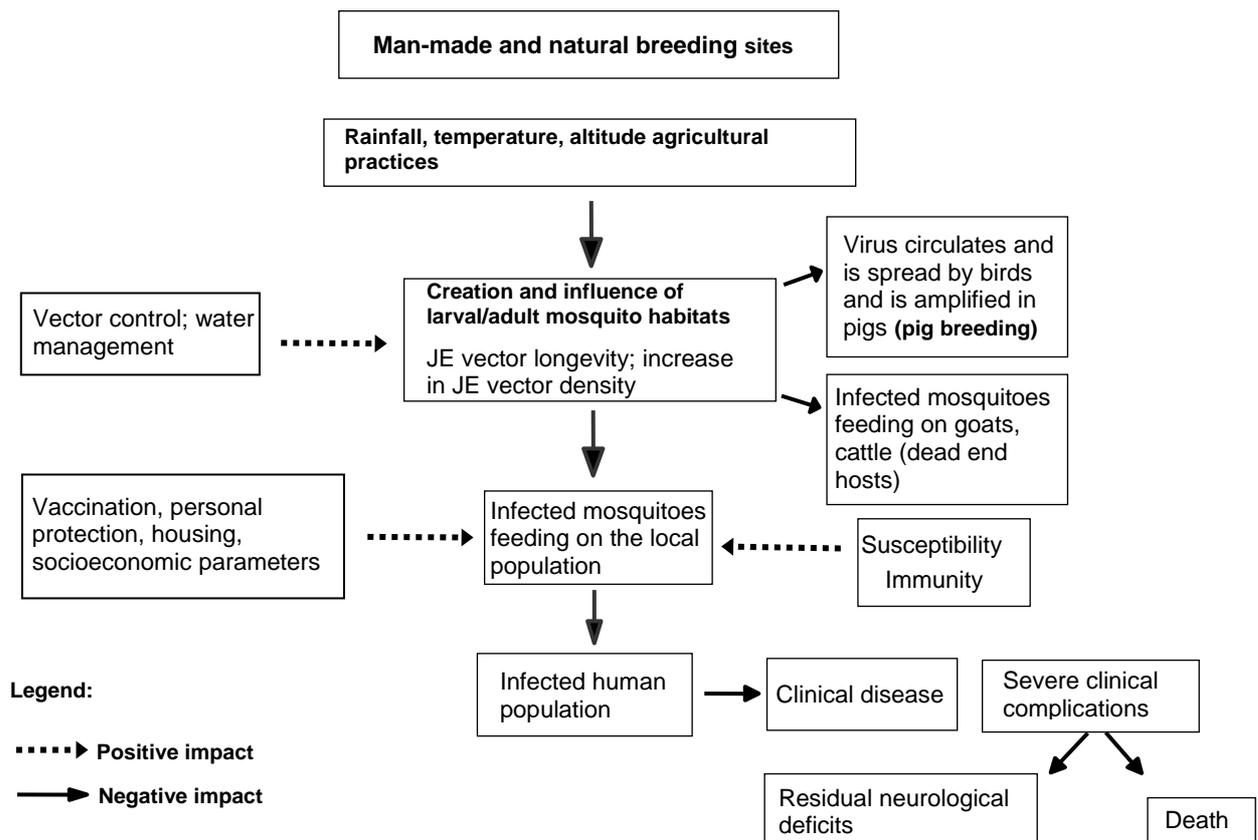 Man-made and natural breeding sites
Rainfall, temperature, altitude agricultural
practices
Virus circulates and
is spread by birds
and is amplified in
pigs (pig breeding)
Vector control; water
management
Creation and influence of
larval/adult mosquito habitats
JE vector longevity; increase
in JE vector density
Infected mosquitoes
feeding on goats,
cattle (dead end
hosts)
Vaccination, personal
protection, housing,
socioeconomic parameters
Infected mosquitoes
feeding on the local
population
Susceptibility
Immunity
Infected human
population
Clinical disease
Severe clinical
complications
Legend:
Positive impact
Negative impact
Residual neurological
deficits
Death